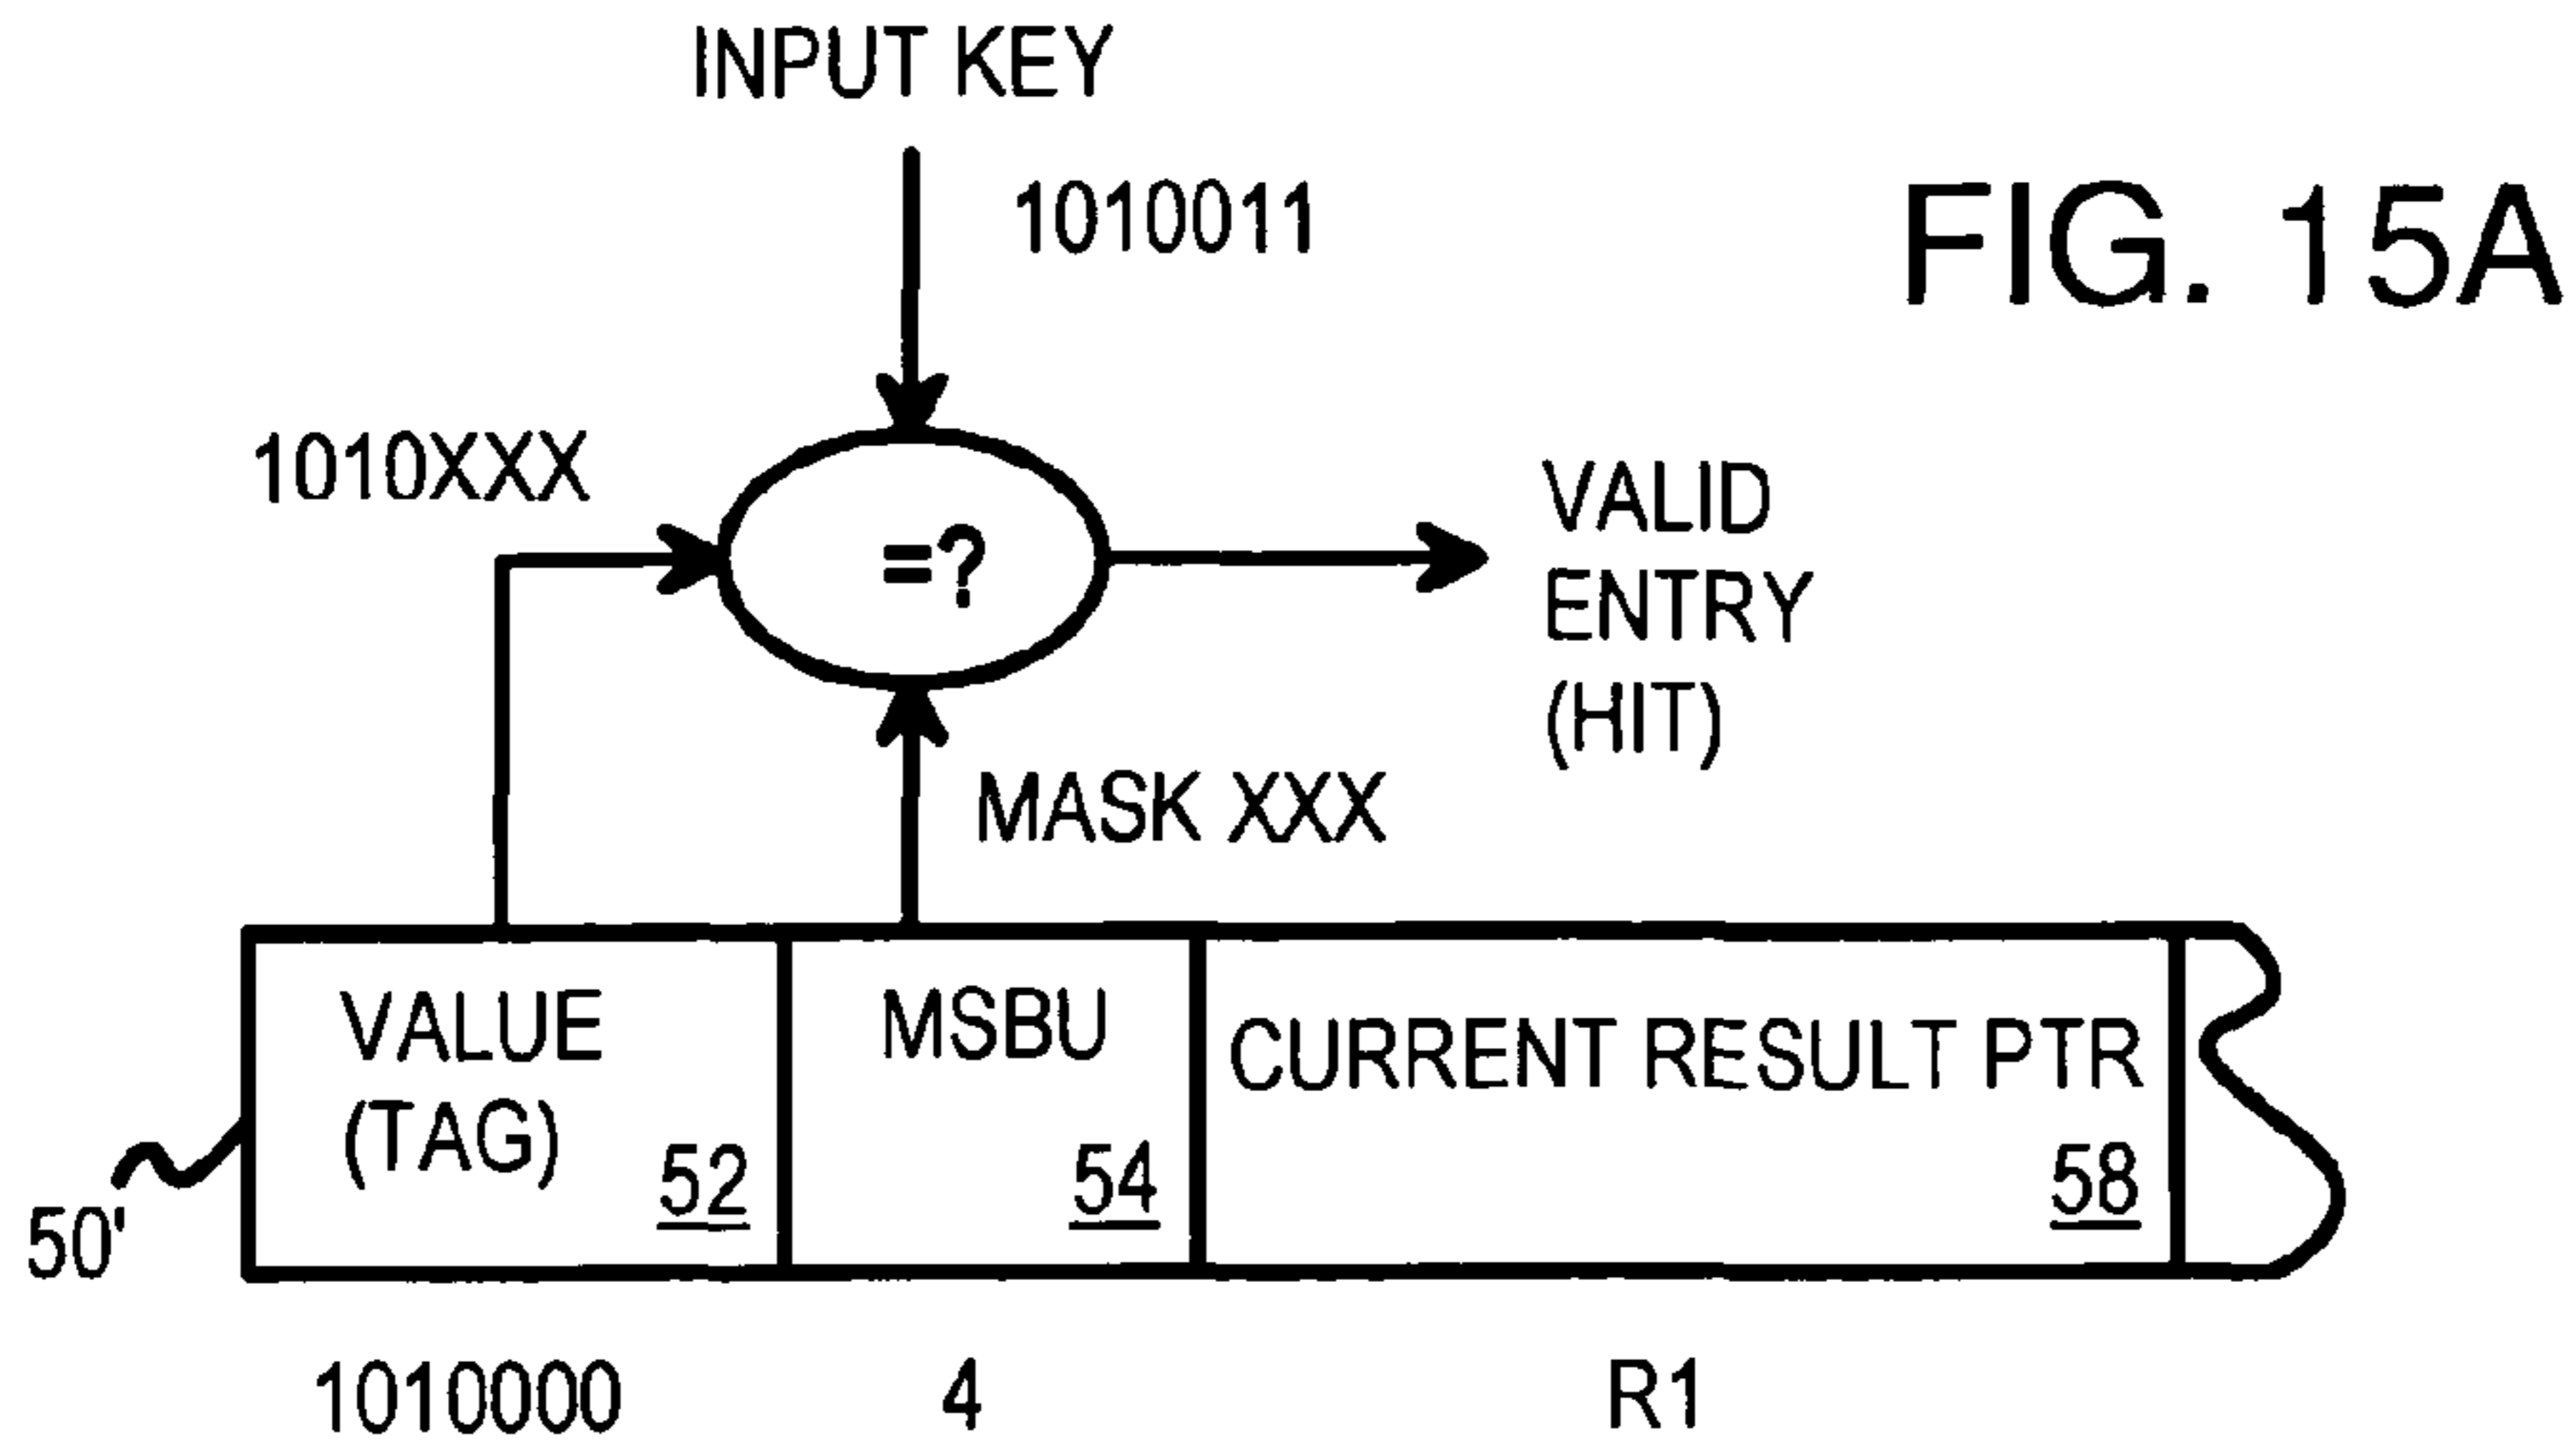 INPUT KEY
1010011
FIG. 15A
1010XXX
=?
VALID
ENTRY
(HIT)
MASK XXX
VALUE
(TAG)
52
MSBU
54
CURRENT RESULT PTR
58
50'
1010000
4
R1